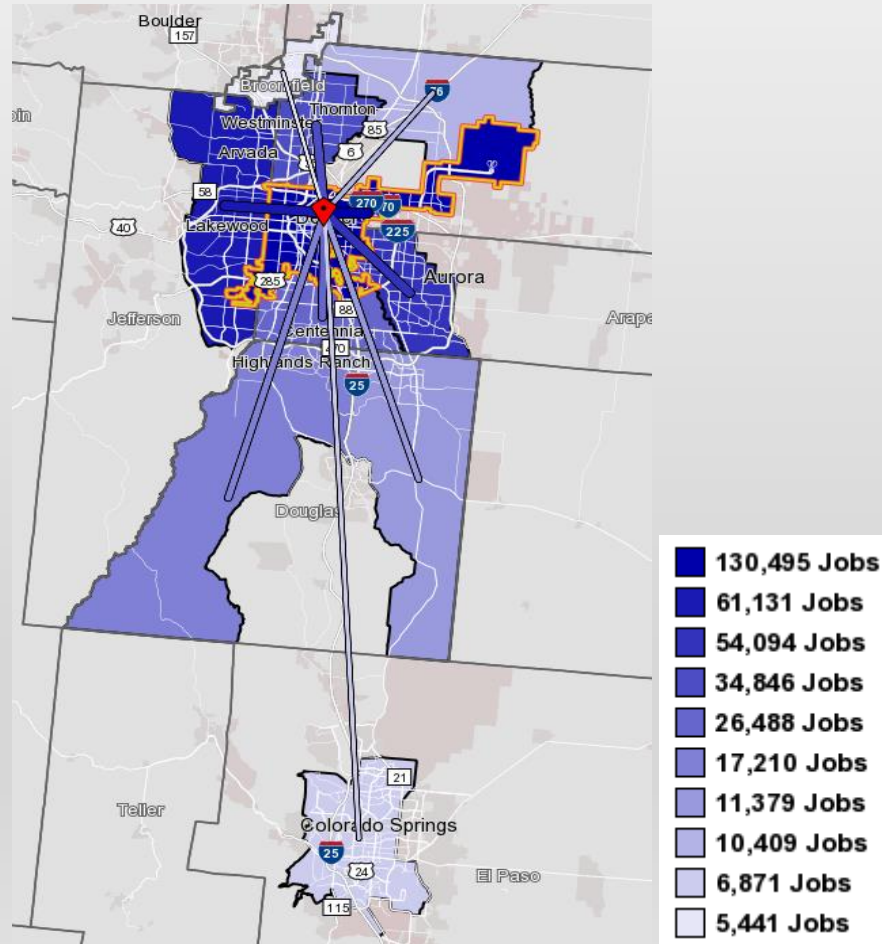 Boulder
157
Broomfield
76
Thornton
Westminste
85
6
Arvada
58
270
70
Lakewood
40
225
285
Aurora
88
Jefferson
Centennia
Arapa
470
Highlands Ranch
25
Douglas
21
Teller
Colorado Springs
25
24
El Paso
115
130,495 Jobs
61,131 Jobs
54,094 Jobs
34,846 Jobs
26,488 Jobs
17,210 Jobs
11,379 Jobs
10,409 Jobs
6,871 Jobs
5,441 Jobs